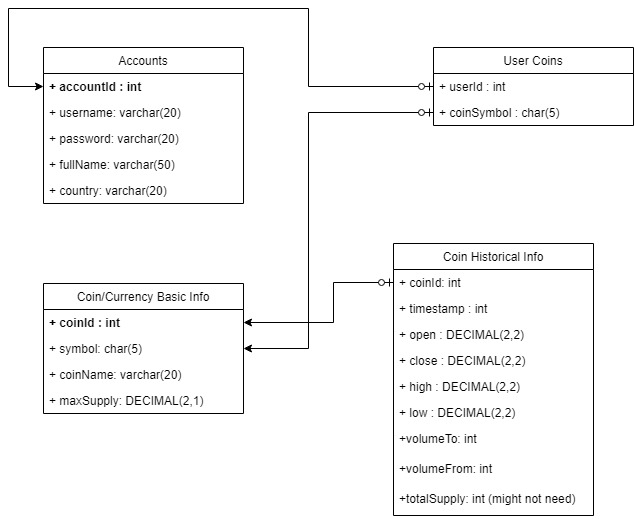 Accounts
+ accountId : int
+ username: varchar(20)
+ password: varchar(20)
+ fullName: varchar(50)
+ country: varchar(20)
User Coins
+ userId : int
+ coinSymbol : char(5)
Coin/Currency Basic Info
+ coinId : int
+ symbol: char(5)
+ coinName: varchar(20)
+ maxSupply: DECIMAL(2,1)
Coin Historical Info
+ coinId: int
+ timestamp : int
+ open : DECIMAL(2,2)
+ close : DECIMAL(2,2)
+ high : DECIMAL(2,2)
+ low : DECIMAL(2,2)
+volumeTo: int
+volumeFrom: int
+totalSupply: int (might not need)